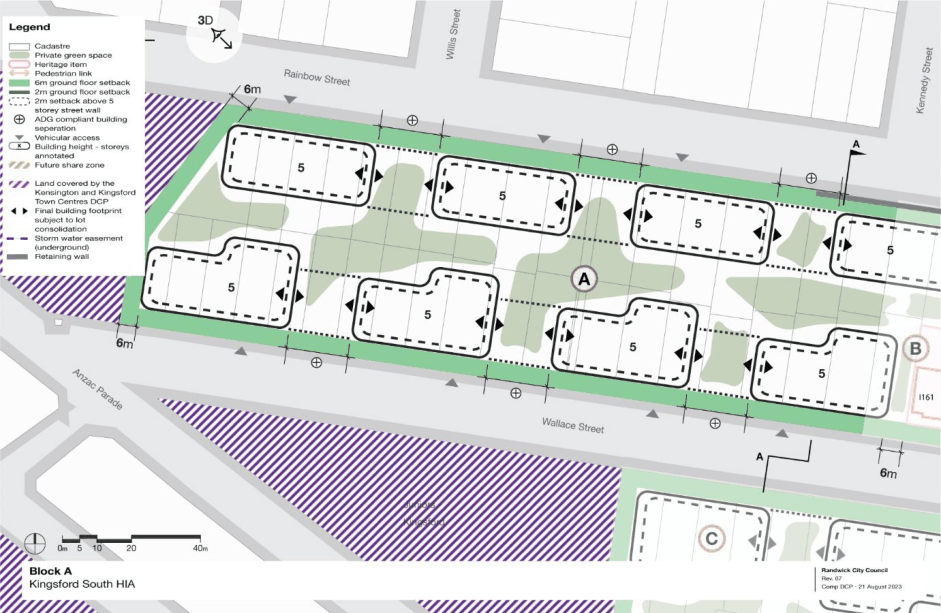 Legend
Cadastre
Private green space
Heritage item
Pedestrian link
6m ground floor setback
2m ground floor setback
2m setback above 5
storey street wall
ADG compliant building
seperation
Vehicular access
x Building height - storeys
annotated
Future share zone
Land covered by the
Kensington and Kingsford
Town Centres DCP
Final building footprint
subject to lot
consolidation
Storm water easement
(underground)
Retaining wall
3D
Willis Street
Kennedy Street
Rainbow Street
6m
A
5
5
5
5
A
5
5
5
5
B
I161
6m
Anzac Parade
Wallace Street
A
6m
Juniors
Kingsford
C
0m 5 10 20 40m
Block A
Kingsford South HIA
Randwick City Council
Rev. 07
Comp DCP - 21 August 2023